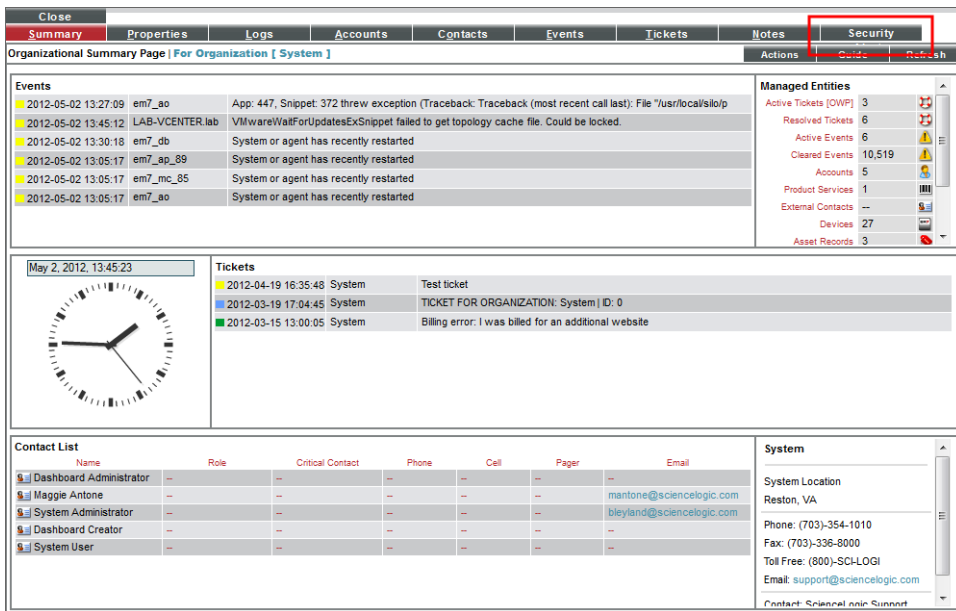 Close
Summary Properties Logs Accounts Contacts Events Tickets Notes Security
Organizational Summary Page | For Organization [ System ] Actions Guide Refresh
Events
2012-05-02 13:27:09 em7_ao App: 447, Snippet: 372 threw exception (Traceback: Traceback (most recent call last): File "/usr/local/silo/p
2012-05-02 13:45:12 LAB-VCENTER.lab VMwareWaitForUpdatesExSnippet failed to get topology cache file. Could be locked.
2012-05-02 13:30:18 em7_db System or agent has recently restarted
2012-05-02 13:05:17 em7_ap_89 System or agent has recently restarted
2012-05-02 13:05:17 em7_mc_85 System or agent has recently restarted
2012-05-02 13:05:17 em7_ao System or agent has recently restarted
Managed Entities
Active Tickets [OWP] 3
Resolved Tickets 6
Active Events 6
Cleared Events 10,519
Accounts 5
Product Services 1
External Contacts --
Devices 27
Asset Records 3
May 2, 2012, 13:45:23
Tickets
2012-04-19 16:35:48 System Test ticket
2012-03-19 17:04:45 System TICKET FOR ORGANIZATION: System | ID: 0
2012-03-15 13:00:05 System Billing error: I was billed for an additional website
Contact List
Name Role Critical Contact Phone Cell Pager Email
Dashboard Administrator -- -- -- -- -- --
Maggie Antone -- -- -- -- -- mantone@sciencelogic.com
System Administrator -- -- -- -- -- bleyland@sciencelogic.com
Dashboard Creator -- -- -- -- -- --
System User -- -- -- -- -- --
System
System Location
Reston, VA
Phone: (703)-354-1010
Fax: (703)-336-8000
Toll Free: (800)-SCI-LOGI
Email: support@sciencelogic.com
Contact: ScienceLogic Support